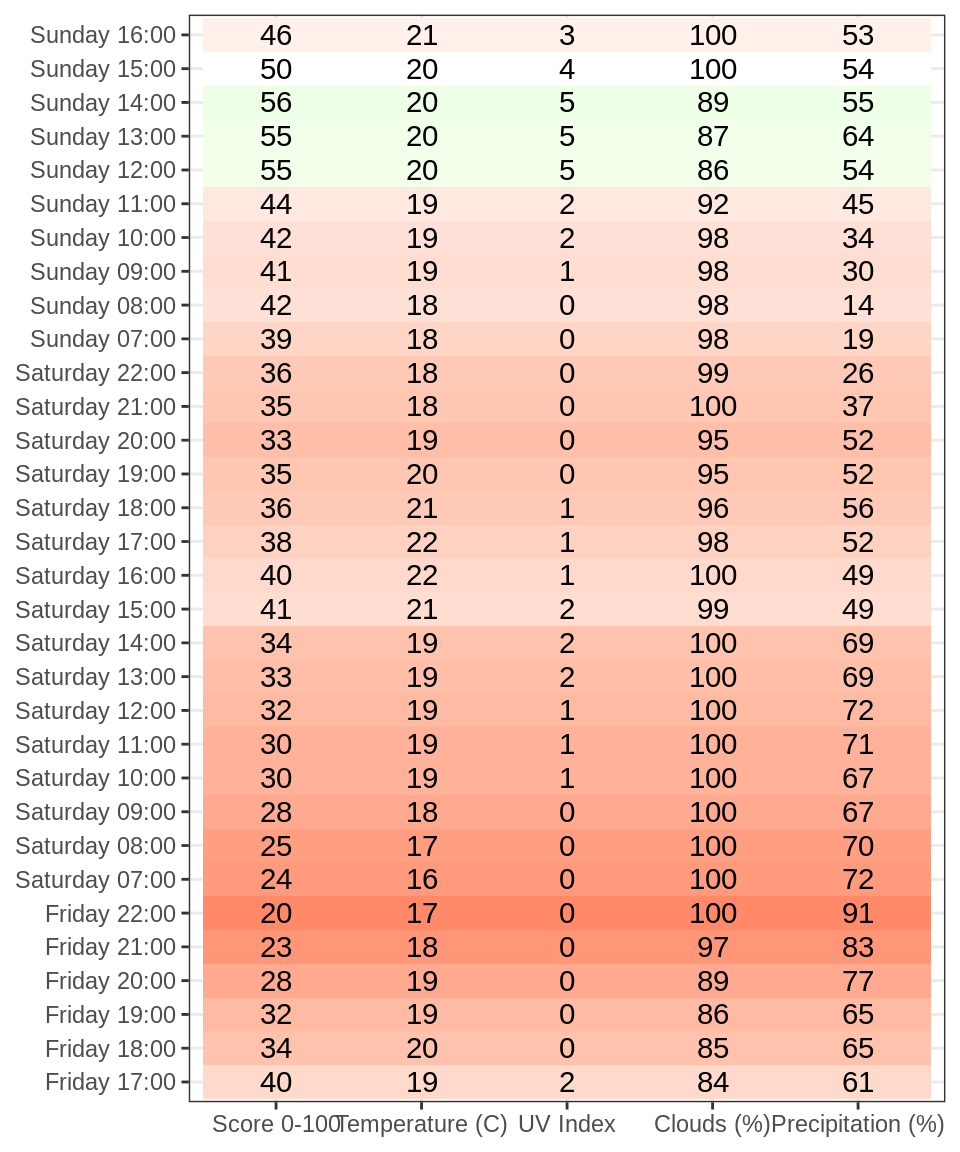 Sunday 16:00 46 21 3 100 53
Sunday 15:00 50 20 4 100 54
Sunday 14:00 56 20 5 89 55
Sunday 13:00 55 20 5 87 64
Sunday 12:00 55 20 5 86 54
Sunday 11:00 44 19 2 92 45
Sunday 10:00 42 19 2 98 34
Sunday 09:00 41 19 1 98 30
Sunday 08:00 42 18 0 98 14
Sunday 07:00 39 18 0 98 19
Saturday 22:00 36 18 0 99 26
Saturday 21:00 35 18 0 100 37
Saturday 20:00 33 19 0 95 52
Saturday 19:00 35 20 0 95 52
Saturday 18:00 36 21 1 96 56
Saturday 17:00 38 22 1 98 52
Saturday 16:00 40 22 1 100 49
Saturday 15:00 41 21 2 99 49
Saturday 14:00 34 19 2 100 69
Saturday 13:00 33 19 2 100 69
Saturday 12:00 32 19 1 100 72
Saturday 11:00 30 19 1 100 71
Saturday 10:00 30 19 1 100 67
Saturday 09:00 28 18 0 100 67
Saturday 08:00 25 17 0 100 70
Saturday 07:00 24 16 0 100 72
Friday 22:00 20 17 0 100 91
Friday 21:00 23 18 0 97 83
Friday 20:00 28 19 0 89 77
Friday 19:00 32 19 0 86 65
Friday 18:00 34 20 0 85 65
Friday 17:00 40 19 2 84 61
Score 0-100 Temperature (C) UV Index Clouds (%) Precipitation (%)